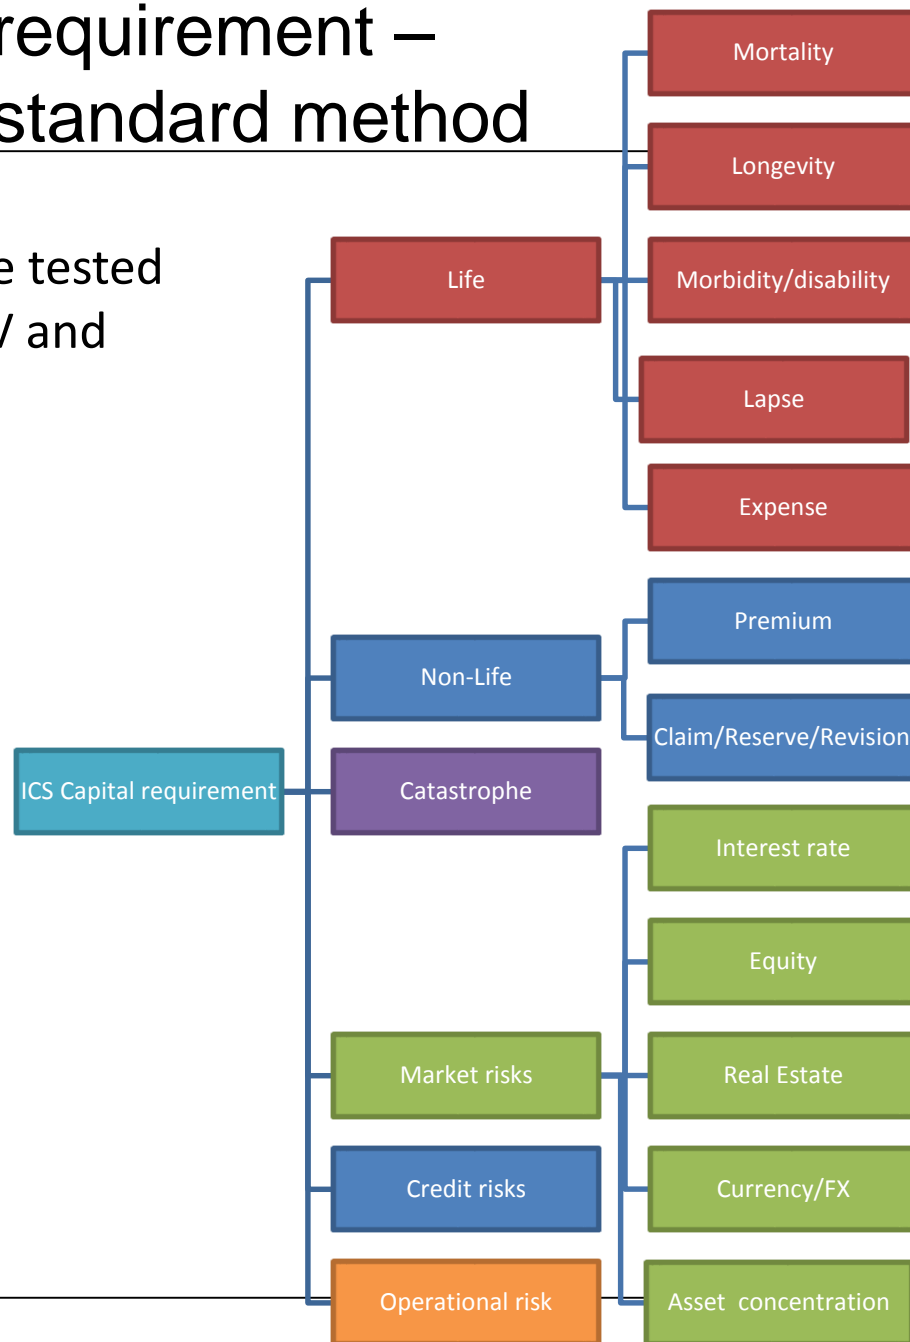 requirement –
standard method
e tested
V and
ICS Capital requirement
Life
Mortality
Longevity
Morbidity/disability
Lapse
Expense
Non-Life
Premium
Claim/Reserve/Revision
Catastrophe
Market risks
Interest rate
Equity
Real Estate
Currency/FX
Asset concentration
Credit risks
Operational risk